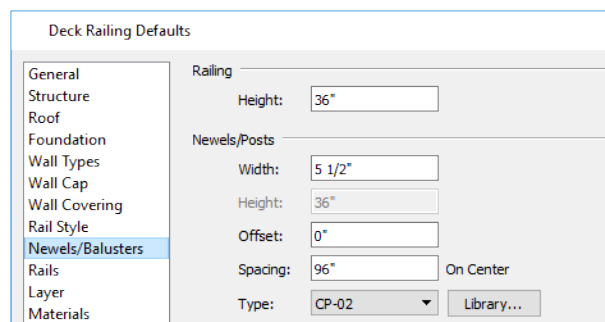 Deck Railing Defaults
General
Structure
Roof
Foundation
Wall Types
Wall Cap
Wall Covering
Rail Style
Newels/Balusters
Rails
Layer
Materials
Railing
Height: 36"
Newels/Posts
Width: 5 1/2"
Height: 36"
Offset: 0"
Spacing: 96" On Center
Type: CP-02 Library...